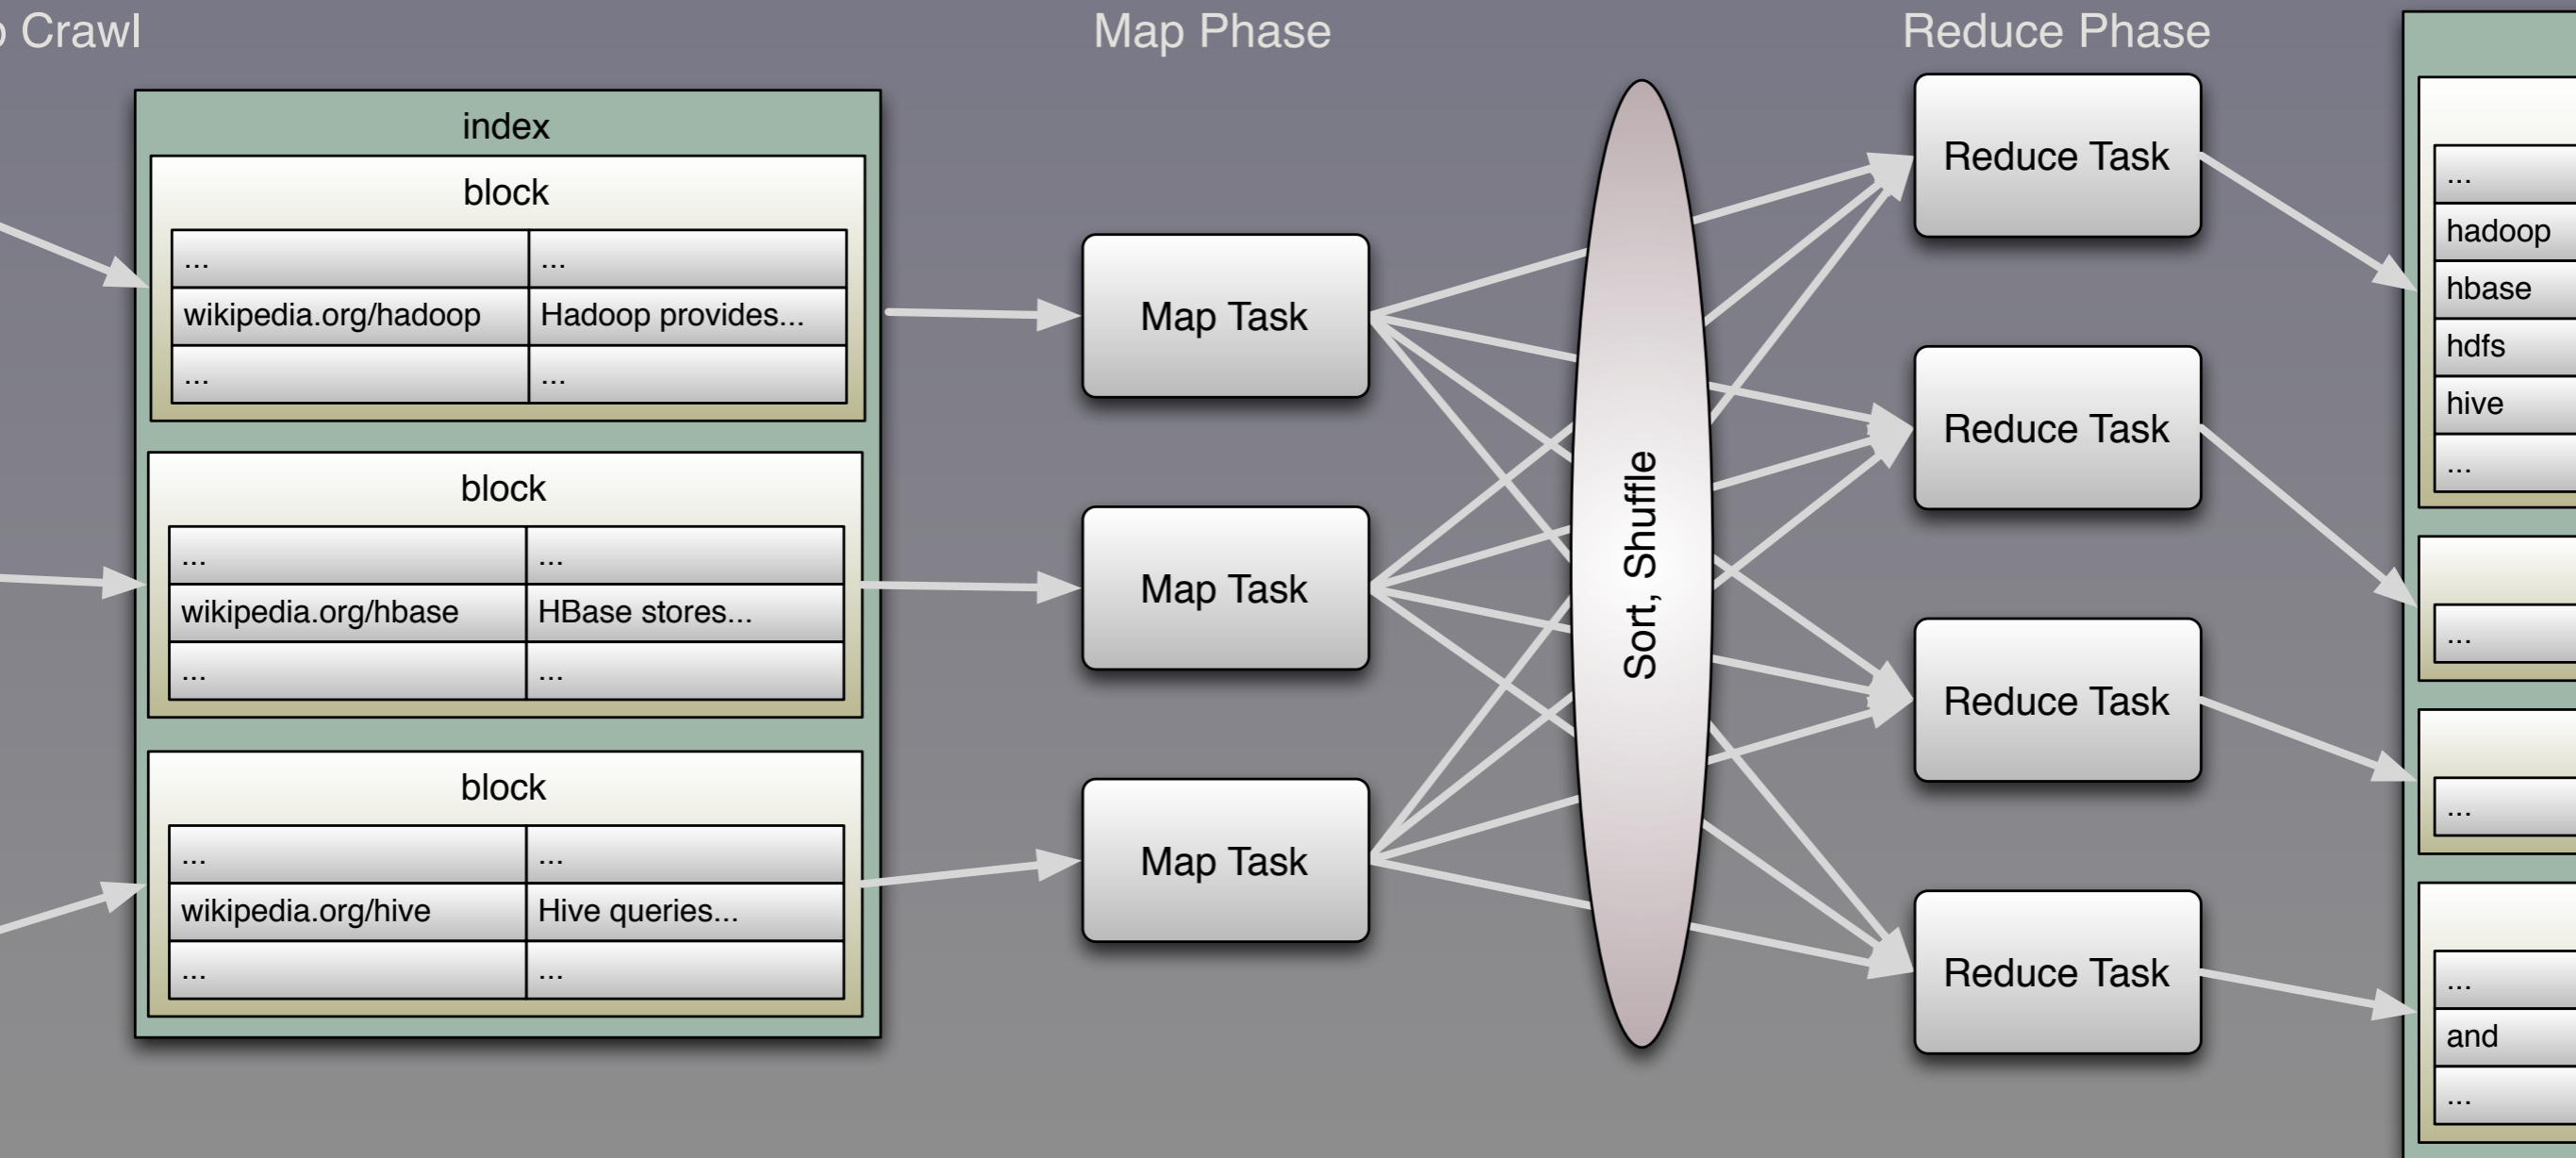 Crawl
Map Phase
Reduce Phase
index
block
... ...
wikipedia.org/hadoop Hadoop provides...
... ...
block
... ...
wikipedia.org/hbase HBase stores...
... ...
block
... ...
wikipedia.org/hive Hive queries...
... ...
Map Task
Map Task
Map Task
Sort, Shuffle
Reduce Task
Reduce Task
Reduce Task
Reduce Task
...
hadoop
hbase
hdfs
hive
...
...
...
...
and
...